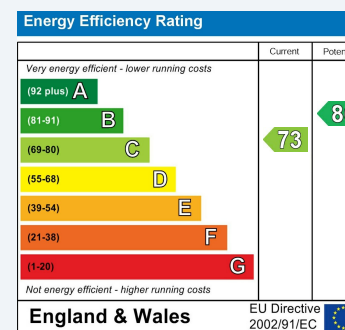 Energy Efficiency Rating
Current
Very energy efficient - lower running costs
(92 plus) A
(81-91) B
(69-80) C
73
(55-68) D
(39-54) E
(21-38) F
(1-20) G
Not energy efficient - higher running costs
England & Wales
EU Directive
2002/91/EC